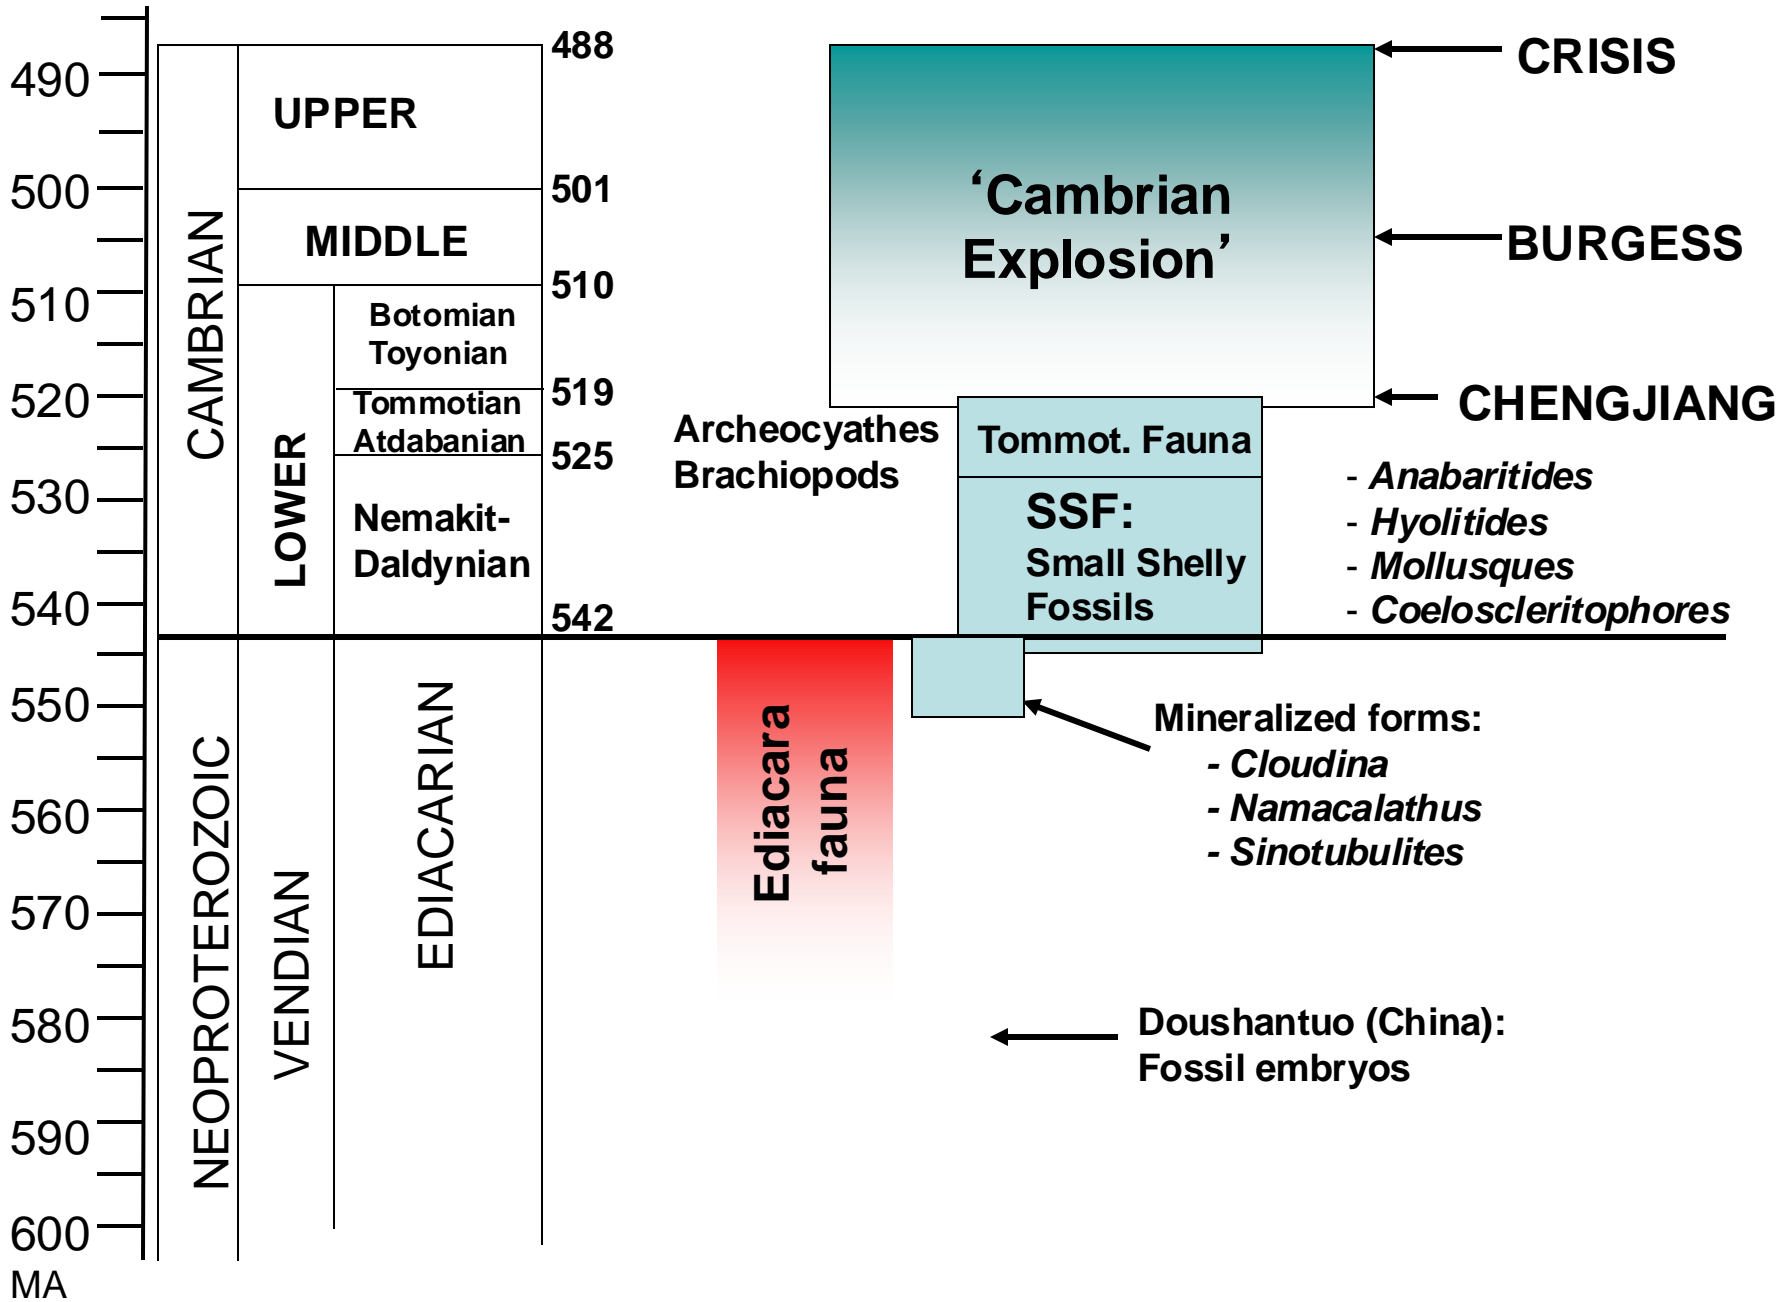 490
500
510
520
530
540
550
560
570
580
590
600
MA
CAMBRIAN
NEOPROTEROZOIC
UPPER
MIDDLE
LOWER
Botomian
Toyonian
Tommotian
Atdabanian
Nemakit-
Daldynian
VENDIAN
EDIACARIAN
488
501
510
519
525
542
‘Cambrian
Explosion’
CRISIS
BURGESS
CHENGJIANG
Archeocyathes
Brachiopods
Tommot. Fauna
SSF:
Small Shelly
Fossils
- Anabaritides
- Hyolitides
- Mollusques
- Coeloscleritophores
Ediacara
fauna
Mineralized forms:
- Cloudina
- Namacalathus
- Sinotubulites
Doushantuo (China):
Fossil embryos